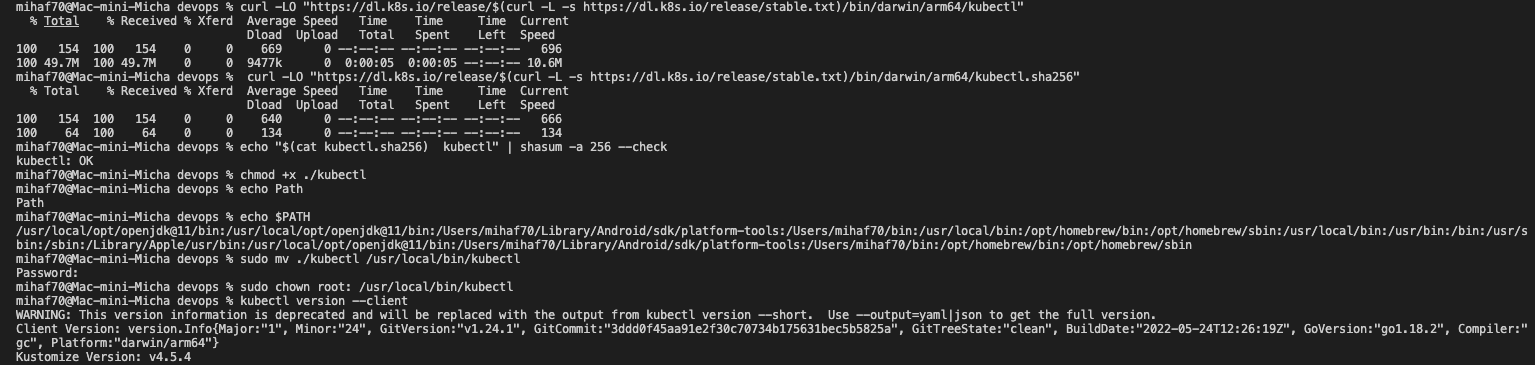 mihaf70@Mac-mini-Micha devops % curl -LO "https://dl.k8s.io/release/$(curl -L -s https://dl.k8s.io/release/stable.txt)/bin/darwin/arm64/kubectl"
  % Total    % Received % Xferd  Average Speed   Time    Time     Time  Current
                                 Dload  Upload   Total   Spent    Left  Speed
100   154  100   154    0     0    669      0 --:--:-- --:--:-- --:--:--   696
100 49.7M  100 49.7M    0     0  9477k      0  0:00:05  0:00:05 --:--:-- 10.6M
mihaf70@Mac-mini-Micha devops %  curl -LO "https://dl.k8s.io/release/$(curl -L -s https://dl.k8s.io/release/stable.txt)/bin/darwin/arm64/kubectl.sha256"
  % Total    % Received % Xferd  Average Speed   Time    Time     Time  Current
                                 Dload  Upload   Total   Spent    Left  Speed
100   154  100   154    0     0    640      0 --:--:-- --:--:-- --:--:--   666
100    64  100    64    0     0    134      0 --:--:-- --:--:-- --:--:--   134
mihaf70@Mac-mini-Micha devops % echo "$(cat kubectl.sha256)  kubectl" | shasum -a 256 --check
kubectl: OK
mihaf70@Mac-mini-Micha devops % chmod +x ./kubectl
mihaf70@Mac-mini-Micha devops % echo Path
Path
mihaf70@Mac-mini-Micha devops % echo $PATH
/usr/local/opt/openjdk@11/bin:/usr/local/opt/openjdk@11/bin:/Users/mihaf70/Library/Android/sdk/platform-tools:/Users/mihaf70/bin:/usr/local/bin:/opt/homebrew/bin:/opt/homebrew/sbin:/usr/local/bin:/usr/bin:/bin:/usr/s
bin:/sbin:/Library/Apple/usr/bin:/usr/local/opt/openjdk@11/bin:/Users/mihaf70/Library/Android/sdk/platform-tools:/Users/mihaf70/bin:/opt/homebrew/bin:/opt/homebrew/sbin
mihaf70@Mac-mini-Micha devops % sudo mv ./kubectl /usr/local/bin/kubectl
Password:
mihaf70@Mac-mini-Micha devops % sudo chown root: /usr/local/bin/kubectl
mihaf70@Mac-mini-Micha devops % kubectl version --client
WARNING: This version information is deprecated and will be replaced with the output from kubectl version --short.  Use --output=yaml|json to get the full version.
Client Version: version.Info{Major:"1", Minor:"24", GitVersion:"v1.24.1", GitCommit:"3ddd0f45aa91e2f30c70734b175631bec5b5825a", GitTreeState:"clean", BuildDate:"2022-05-24T12:26:19Z", GoVersion:"go1.18.2", Compiler:"
gc", Platform:"darwin/arm64"}
Kustomize Version: v4.5.4